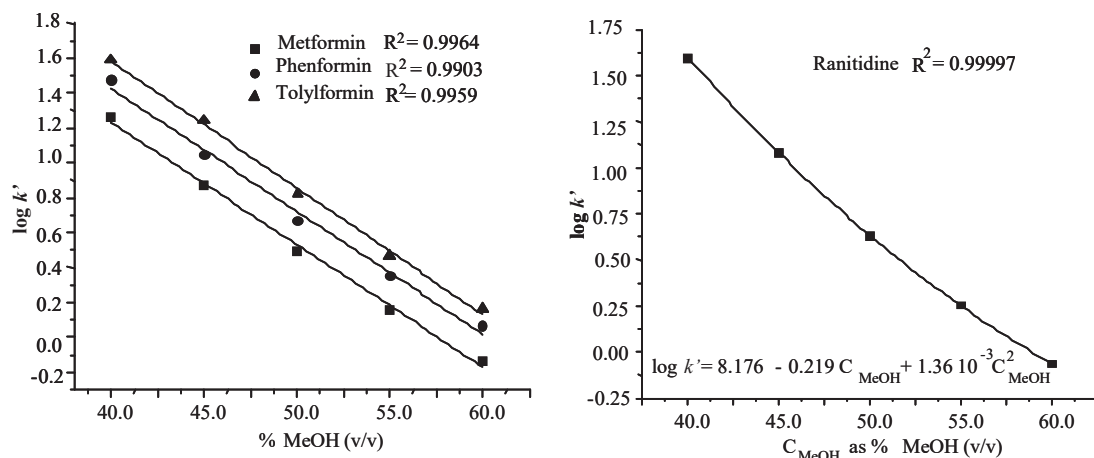 1.8
1.6
1.4
1.2
1.0
0.8
0.6
0.4
0.2
0.0
-0.2
log k’
Metformin R²= 0.9964
Phenformin R²= 0.9903
Tolylformin R²= 0.9959
40.0 45.0 50.0 55.0 60.0
% MeOH (v/v)
1.75
1.50
1.25
1.00
0.75
0.50
0.25
0.00
-0.25
log k’
Ranitidine R² = 0.99997
log k’= 8.176 - 0.219 C MeOH + 1.36 10⁻³C²MeOH
40.0 45.0 50.0 55.0 60.0
C MeOH as % MeOH (v/v)